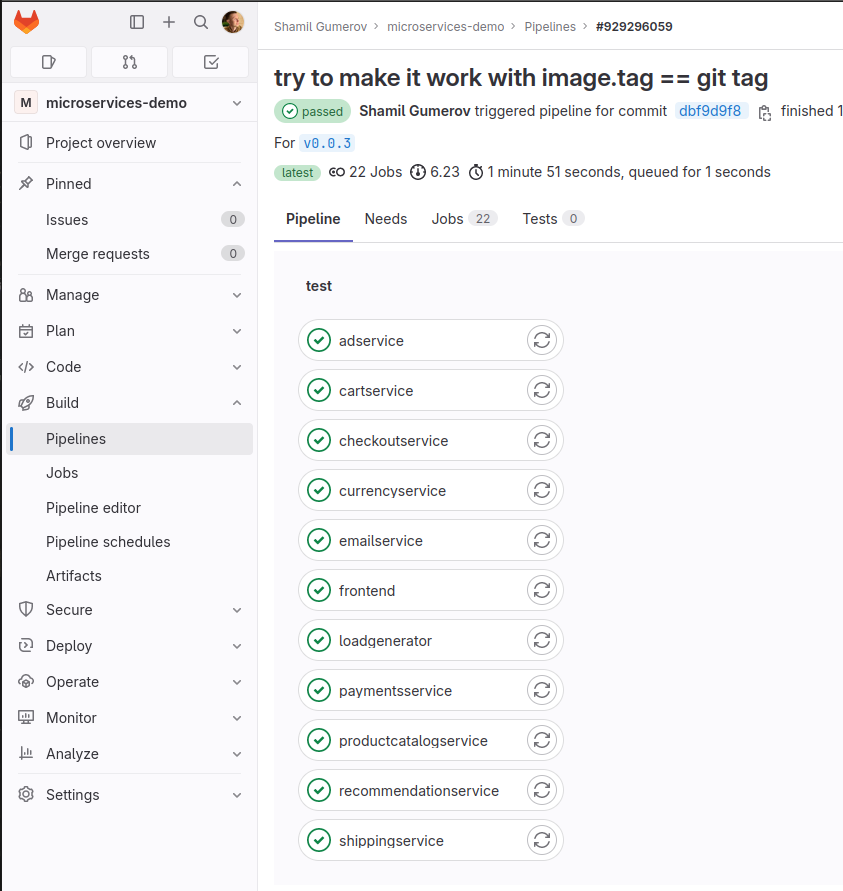 Shamil Gumerov › microservices-demo › Pipelines › #929296059
M microservices-demo
Project overview
Pinned
Issues 0
Merge requests 0
Manage
Plan
Code
Build
Pipelines
Jobs
Pipeline editor
Pipeline schedules
Artifacts
Secure
Deploy
Operate
Monitor
Analyze
Settings
try to make it work with image.tag == git tag
passed Shamil Gumerov triggered pipeline for commit dbf9d9f8 finished 1
For v0.0.3
latest 22 Jobs 6.23 1 minute 51 seconds, queued for 1 seconds
Pipeline Needs Jobs 22 Tests 0
test
adservice
cartservice
checkoutservice
currencyservice
emailservice
frontend
loadgenerator
paymentsservice
productcatalogservice
recommendationservice
shippingservice